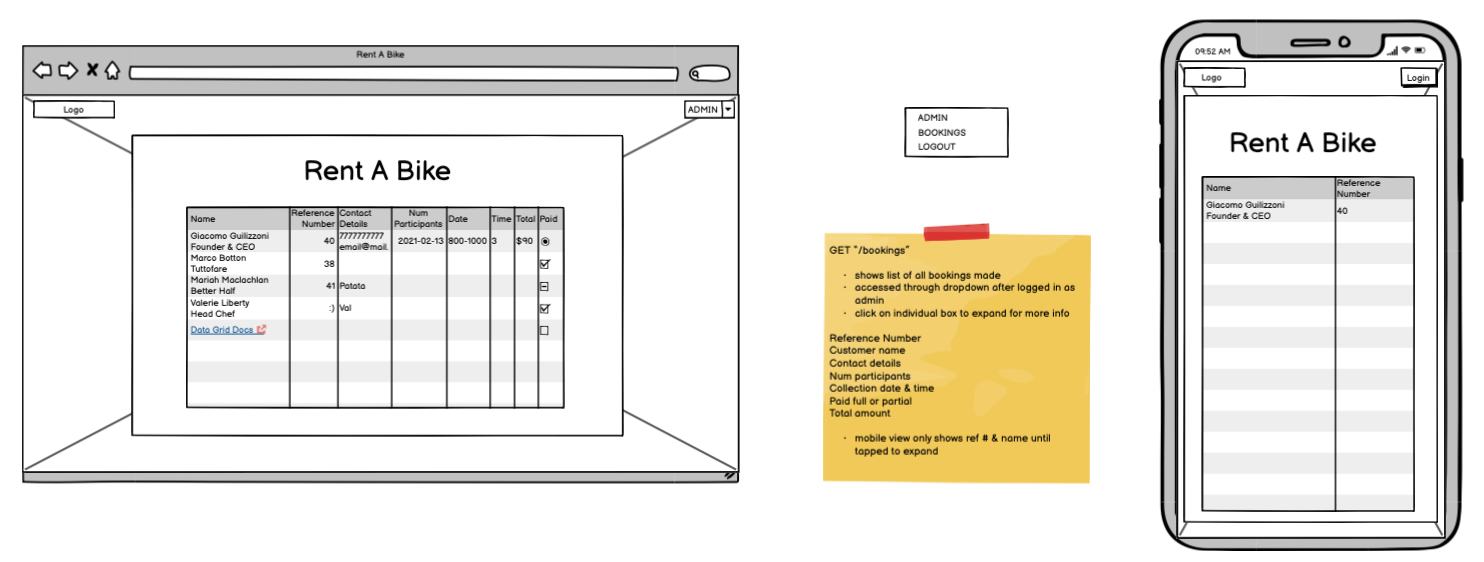 Rent A Bike
Logo
ADMIN
Rent A Bike
Name Reference Number Contact Details Num Participants Date Time Total Paid
Giacomo Guilizzoni
Founder & CEO 40 7777777777 email@mail. 2021-02-13 800-1000 3 $90
Marco Botton
Tuttofare 38
Mariah Maclachlan
Better Half 41 Patata
Valerie Liberty
Head Chef :) Val
Data Grid Docs
ADMIN
BOOKINGS
LOGOUT
GET "/bookings"
· shows list of all bookings made
· accessed through dropdown after logged in as
admin
· click on individual box to expand for more info
Reference Number
Customer name
Contact details
Num participants
Collection date & time
Paid full or partial
Total amount
· mobile view only shows ref # & name until
tapped to expand
09:52 AM
Logo
Login
Rent A Bike
Name Reference Number
Giacomo Guilizzoni
Founder & CEO 40